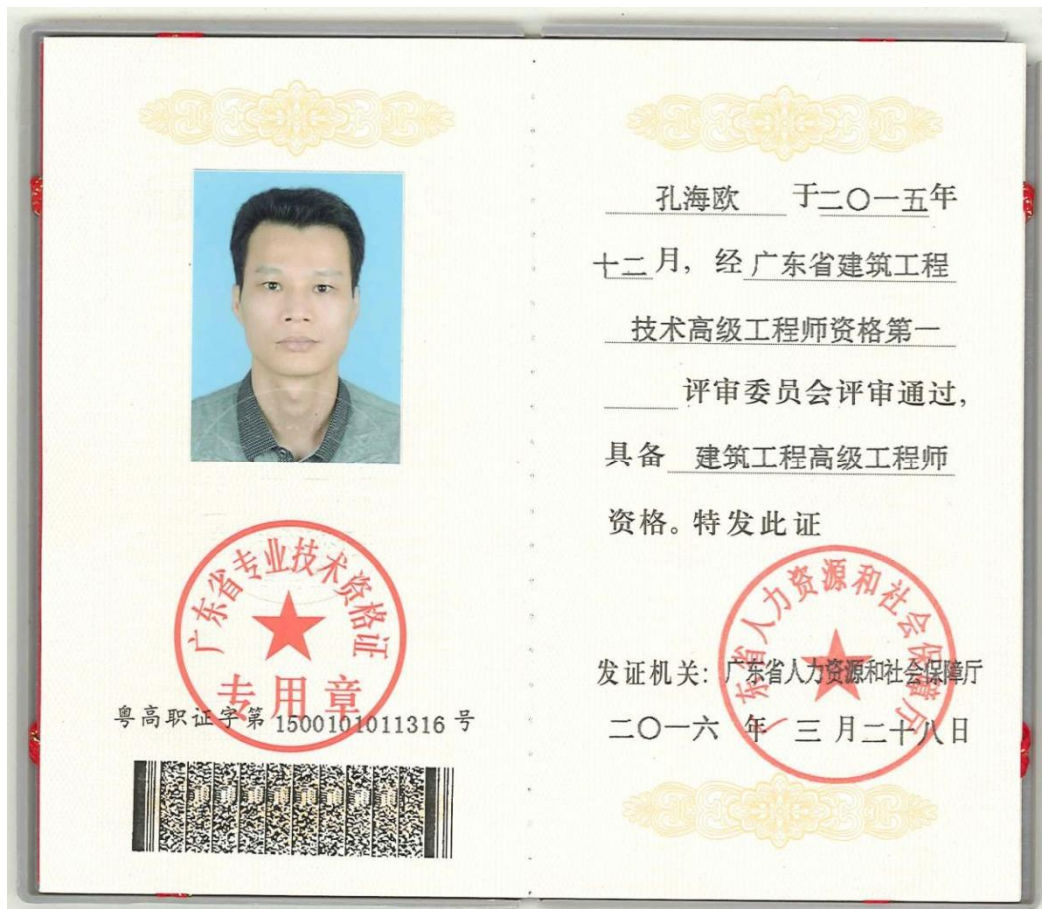 广东省专业技术资格证
专用章
粤高职证字第 1500101011316 号
孔海欧 于二〇一五年
十二月，经广东省建筑工程
技术高级工程师资格第一
评审委员会评审通过，
具备 建筑工程高级工程师
资格。特发此证
广东省人力资源和社会保障厅
发证机关：广东省人力资源和社会保障厅
二〇一六 年 三 月二十八日